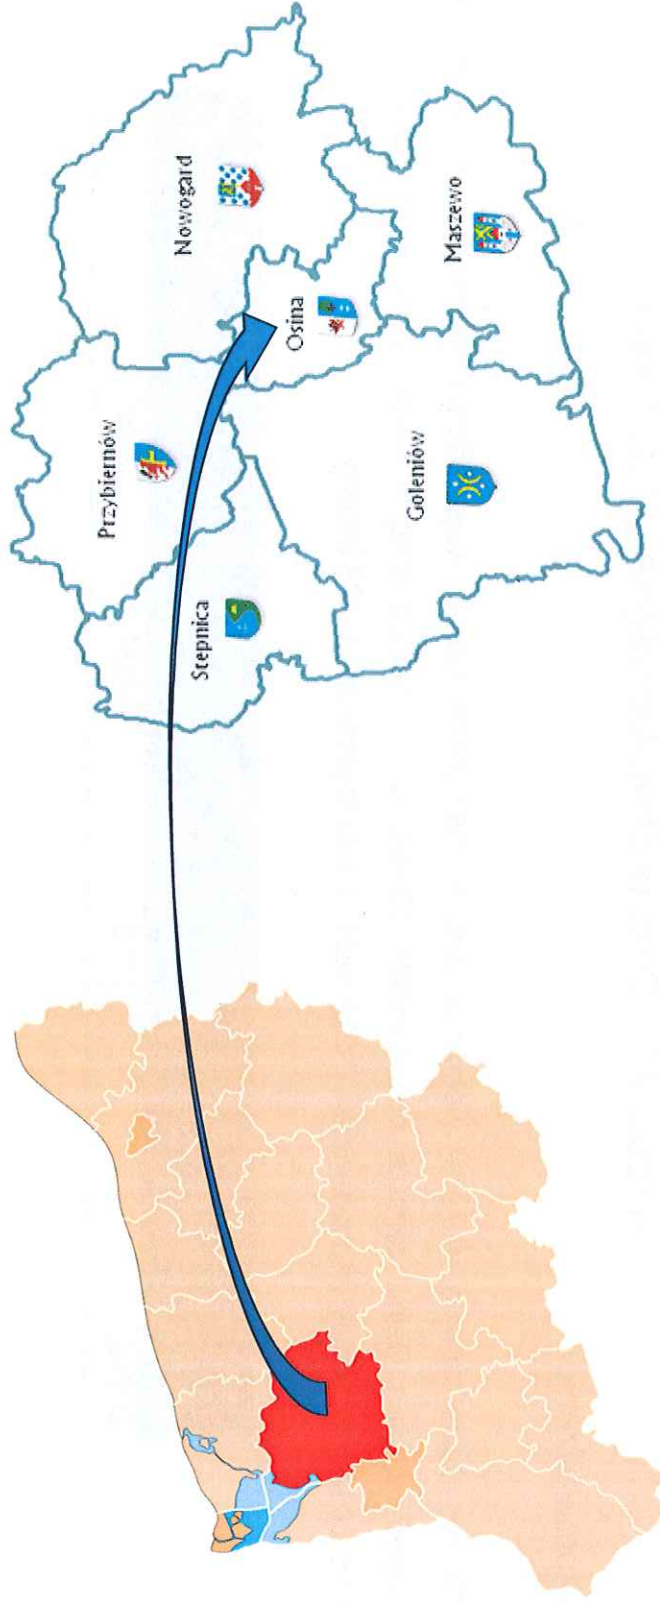 Przybiernów
Nowogard
Stepnica
Osina
Goleniów
Maszewo